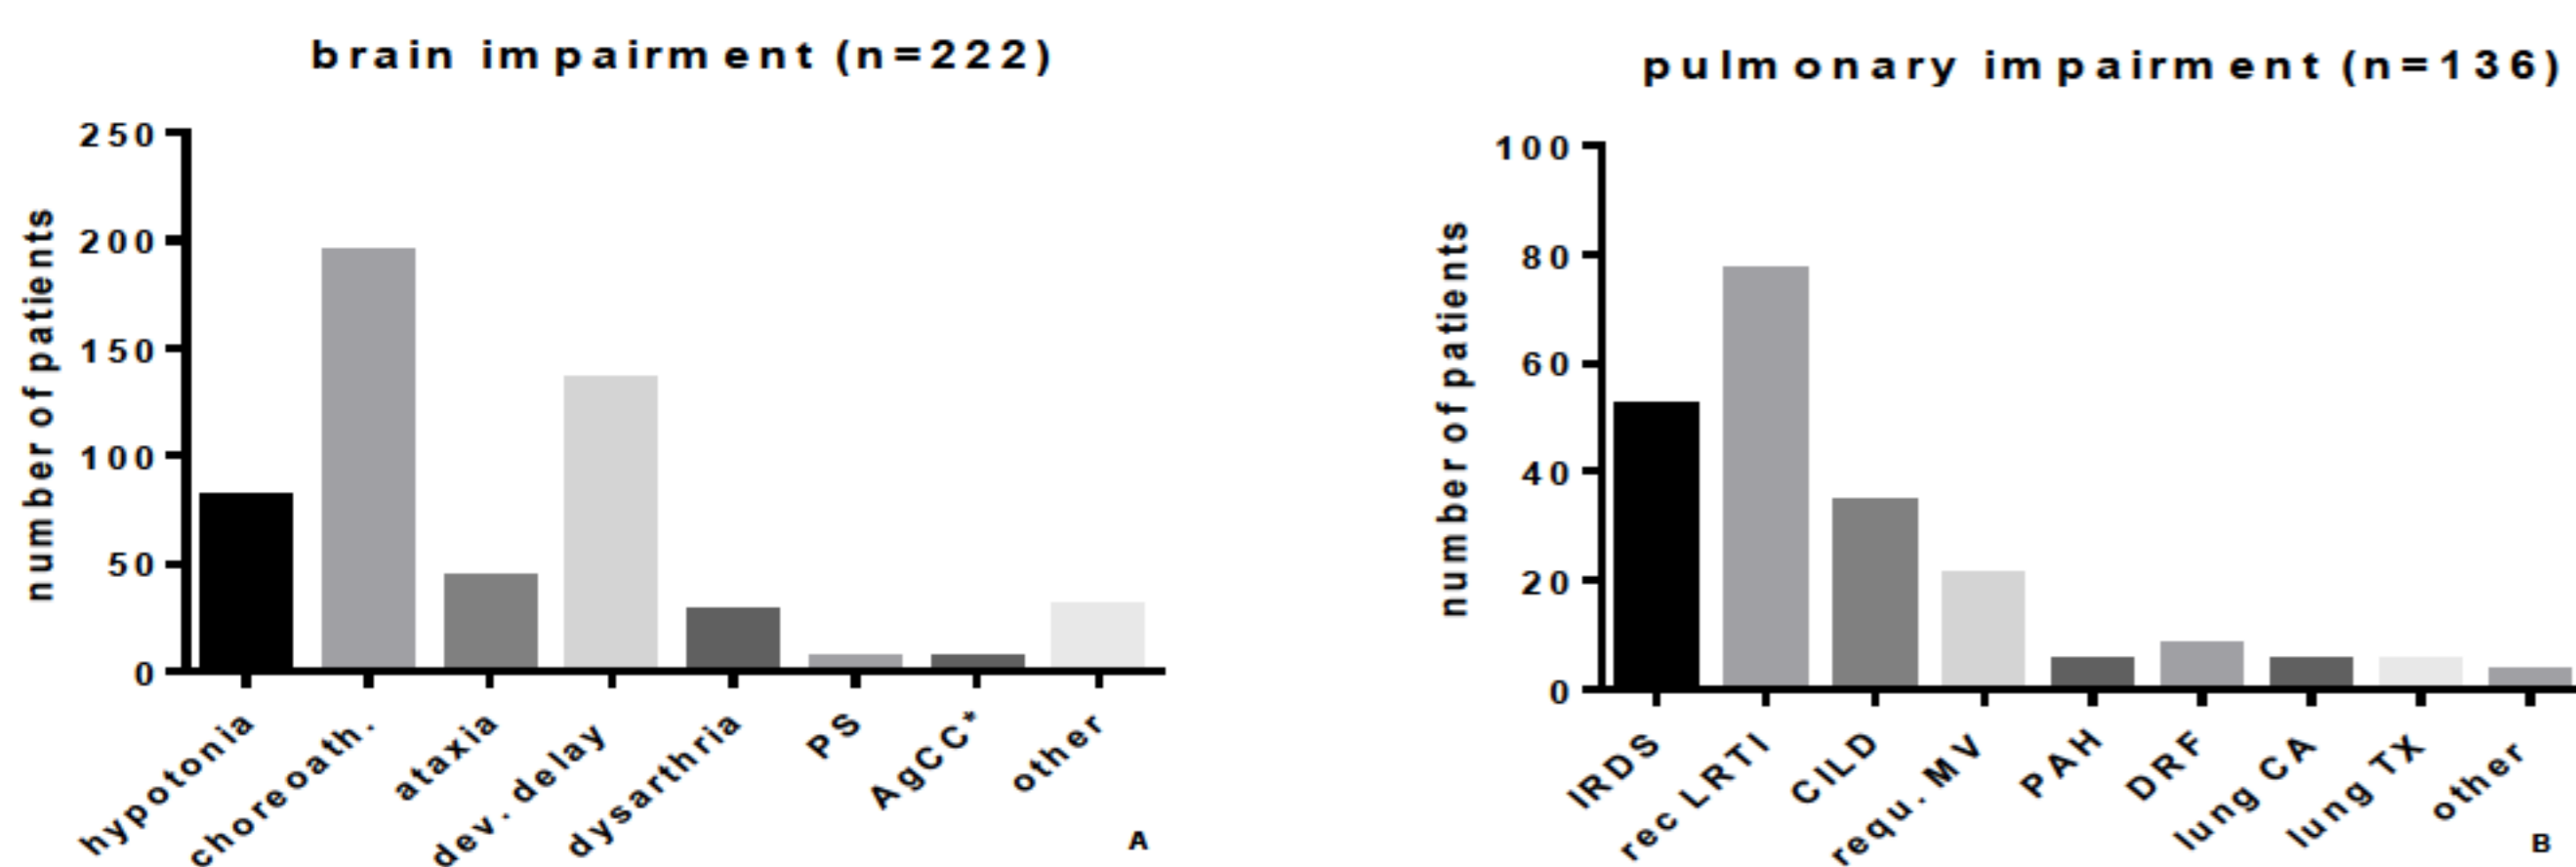 brain impairment (n=222)
number of patients
250
200
150
100
50
0
hypotonia
choreoath.
ataxia
dev. delay
dysarthria
PS
AgCC*
other
A
pulmonary impairment (n=136)
number of patients
100
80
60
40
20
0
IRDS
rec LRTI
CILD
requ. MV
PAH
DRF
lung CA
lung TX
other
B